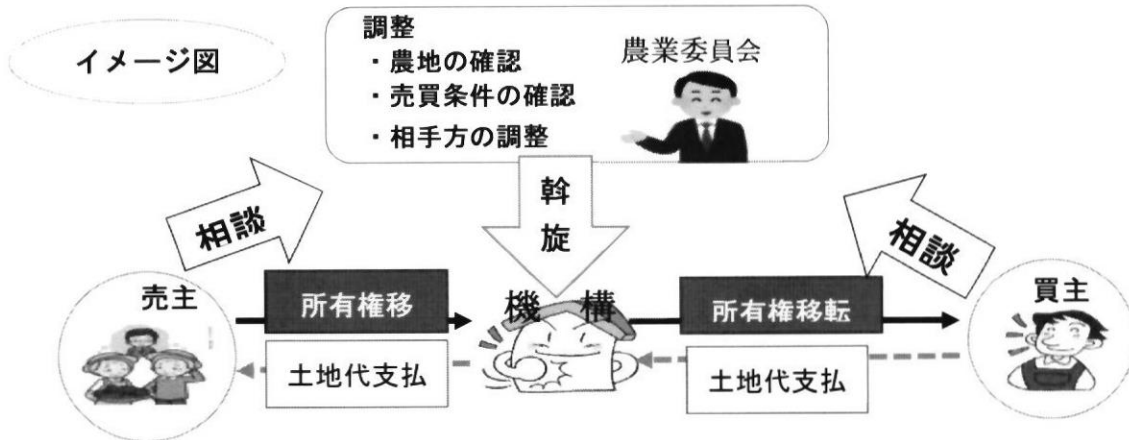 イメージ図
調整
・農地の確認
・売買条件の確認
・相手方の調整
農業委員会
斡旋
相談
相談
売主
所有権移
機構
所有権移転
買主
土地代支払
土地代支払